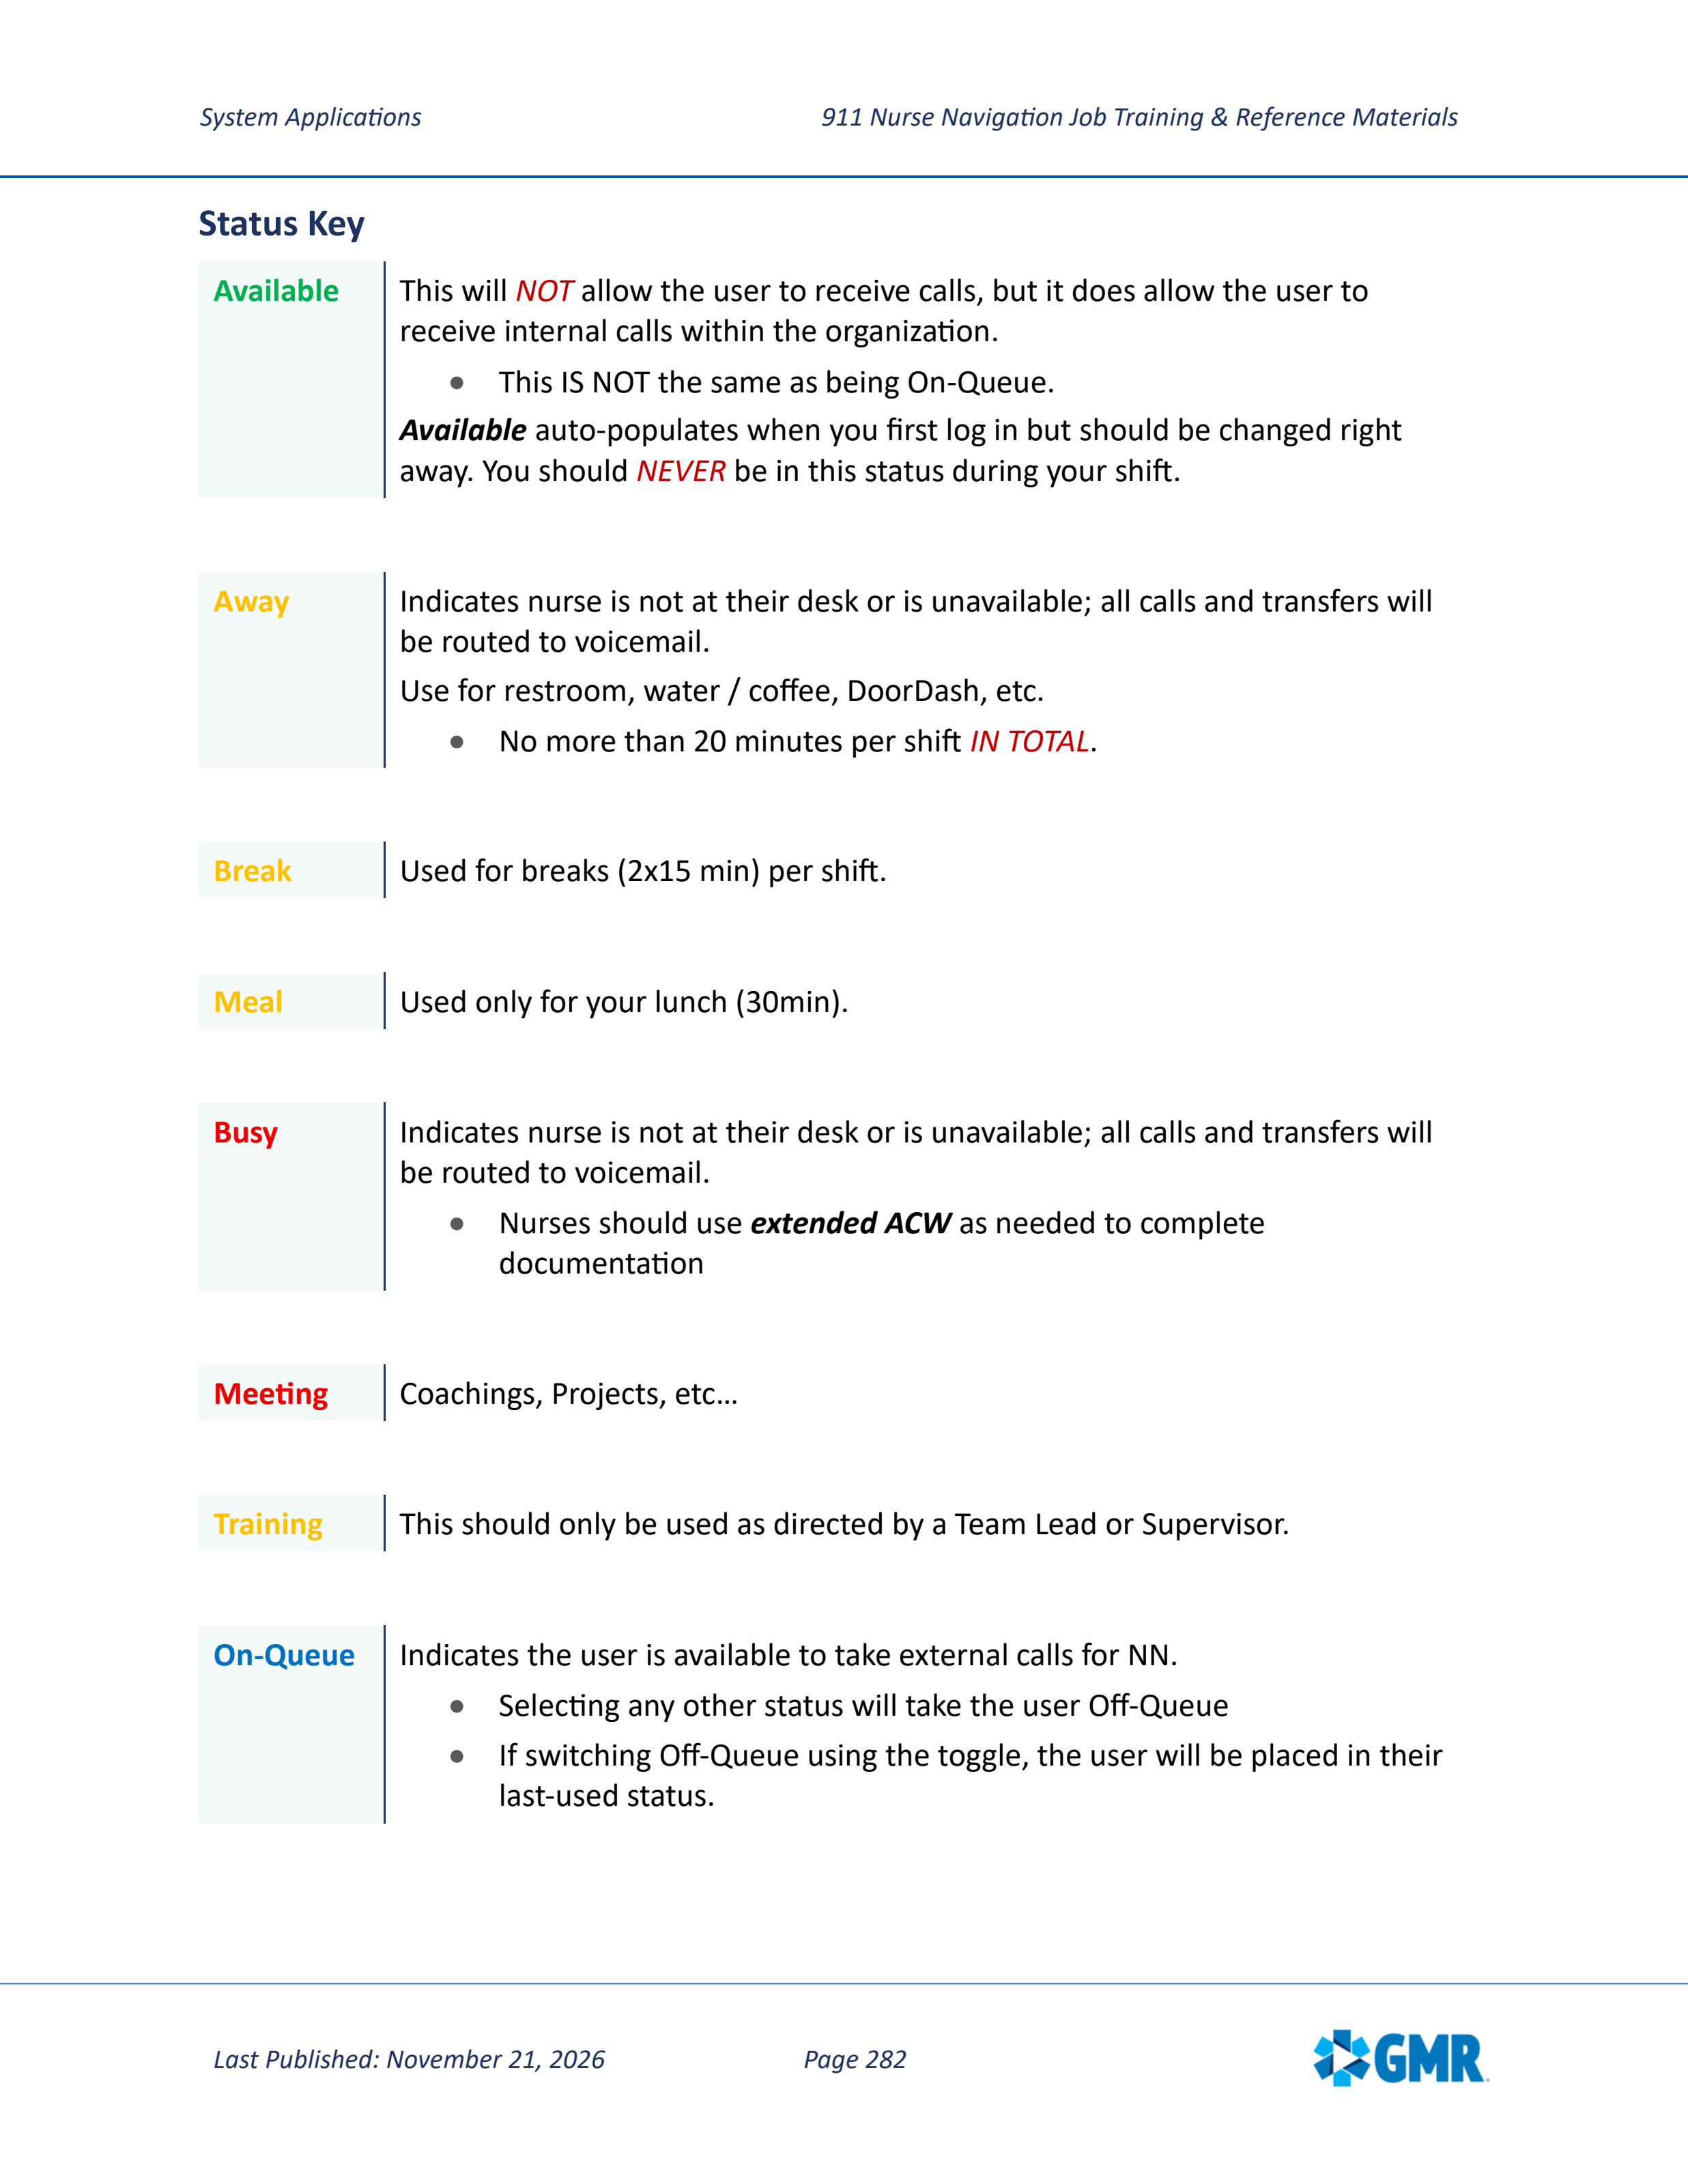 System Applications
911 Nurse Navigation Job Training & Reference Materials
Status Key
Available
This will NOT allow the user to receive calls, but it does allow the user to
receive internal calls within the organization.
● This IS NOT the same as being On-Queue.
Available auto-populates when you first log in but should be changed right
away. You should NEVER be in this status during your shift.
Away
Indicates nurse is not at their desk or is unavailable; all calls and transfers will
be routed to voicemail.
Use for restroom, water / coffee, DoorDash, etc.
● No more than 20 minutes per shift IN TOTAL.
Break
Used for breaks (2x15 min) per shift.
Meal
Used only for your lunch (30min).
Busy
Indicates nurse is not at their desk or is unavailable; all calls and transfers will
be routed to voicemail.
● Nurses should use extended ACW as needed to complete
documentation
Meeting
Coachings, Projects, etc…
Training
This should only be used as directed by a Team Lead or Supervisor.
On-Queue
Indicates the user is available to take external calls for NN.
● Selecting any other status will take the user Off-Queue
● If switching Off-Queue using the toggle, the user will be placed in their
last-used status.
Last Published: November 21, 2026
Page 282
GMR